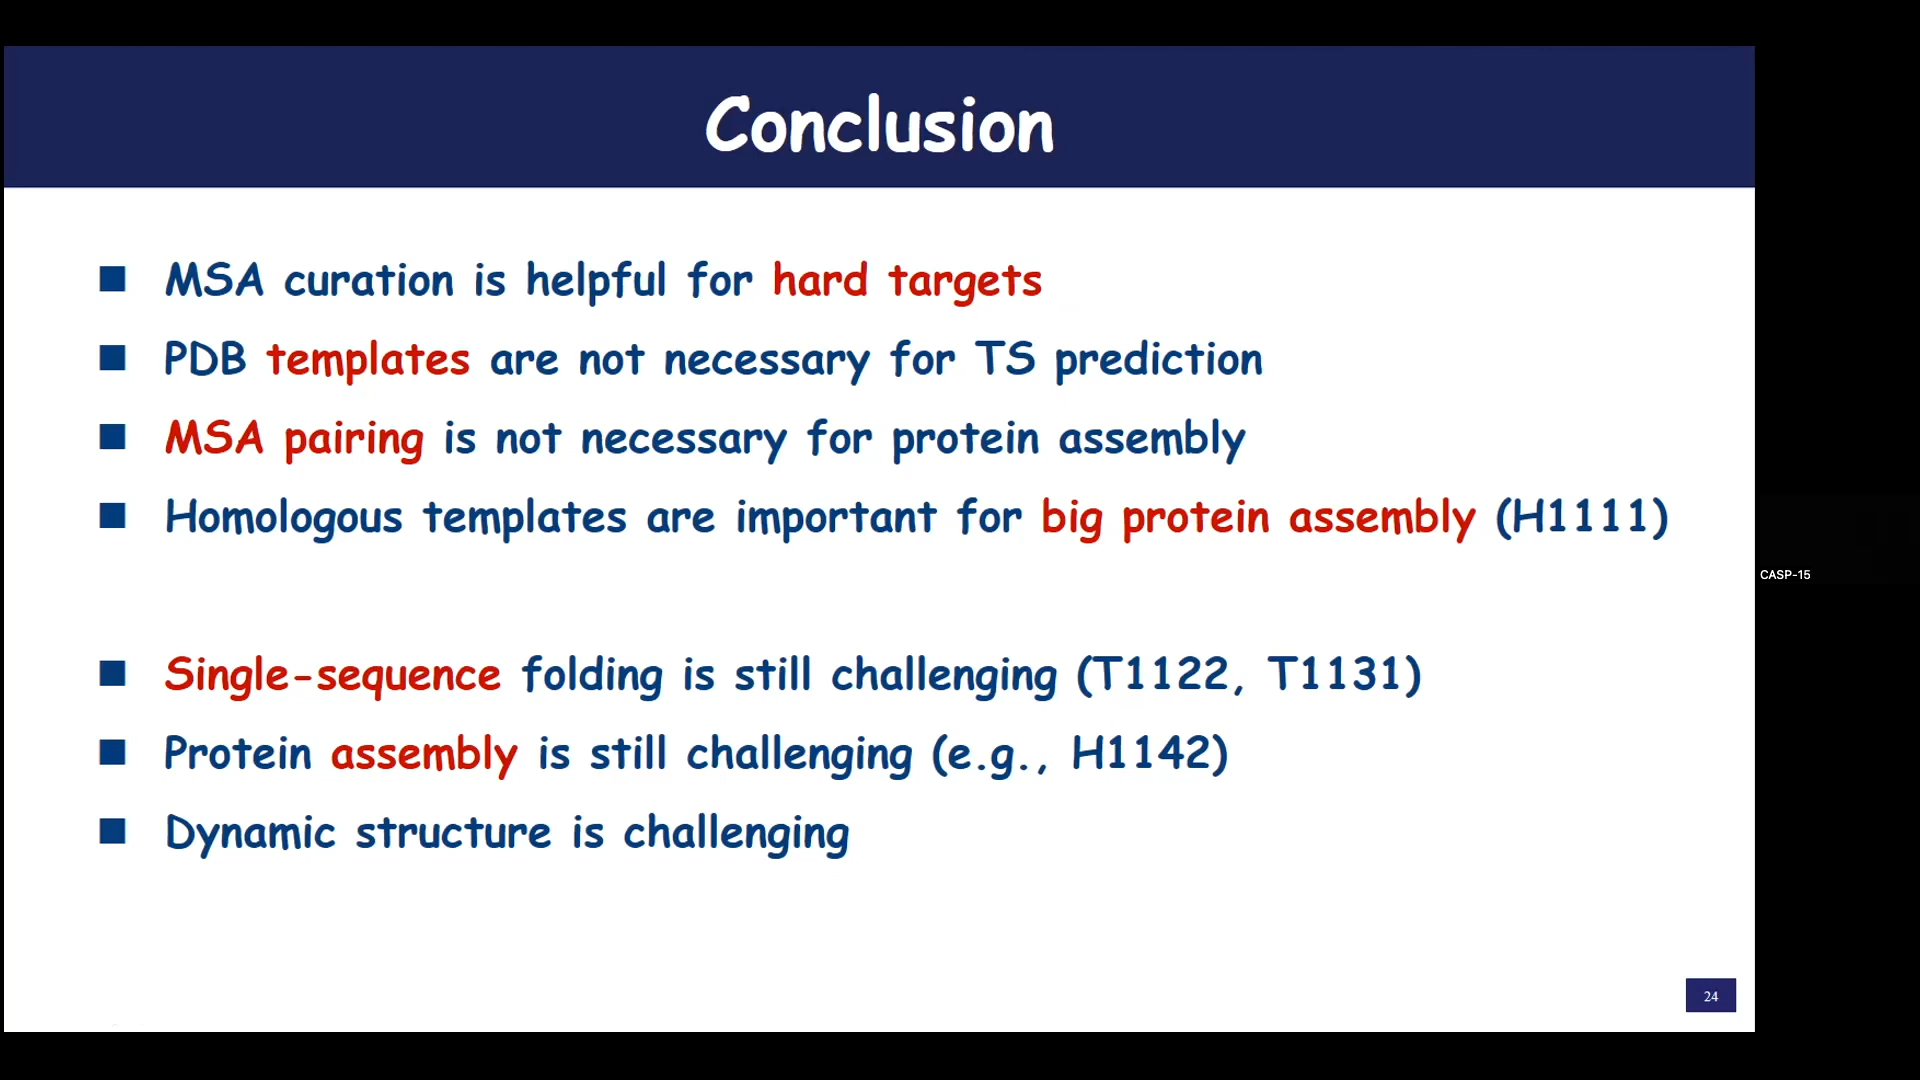 Conclusion
MSA curation is helpful for hard targets
PDB templates are not necessary for TS prediction
MSA pairing is not necessary for protein assembly
Homologous templates are important for big protein assembly (H1111)
CASP-15
Single-sequence folding is still challenging (T1122, T1131)
Protein assembly is still challenging (e.g., H1142)
Dynamic structure is challenging
24